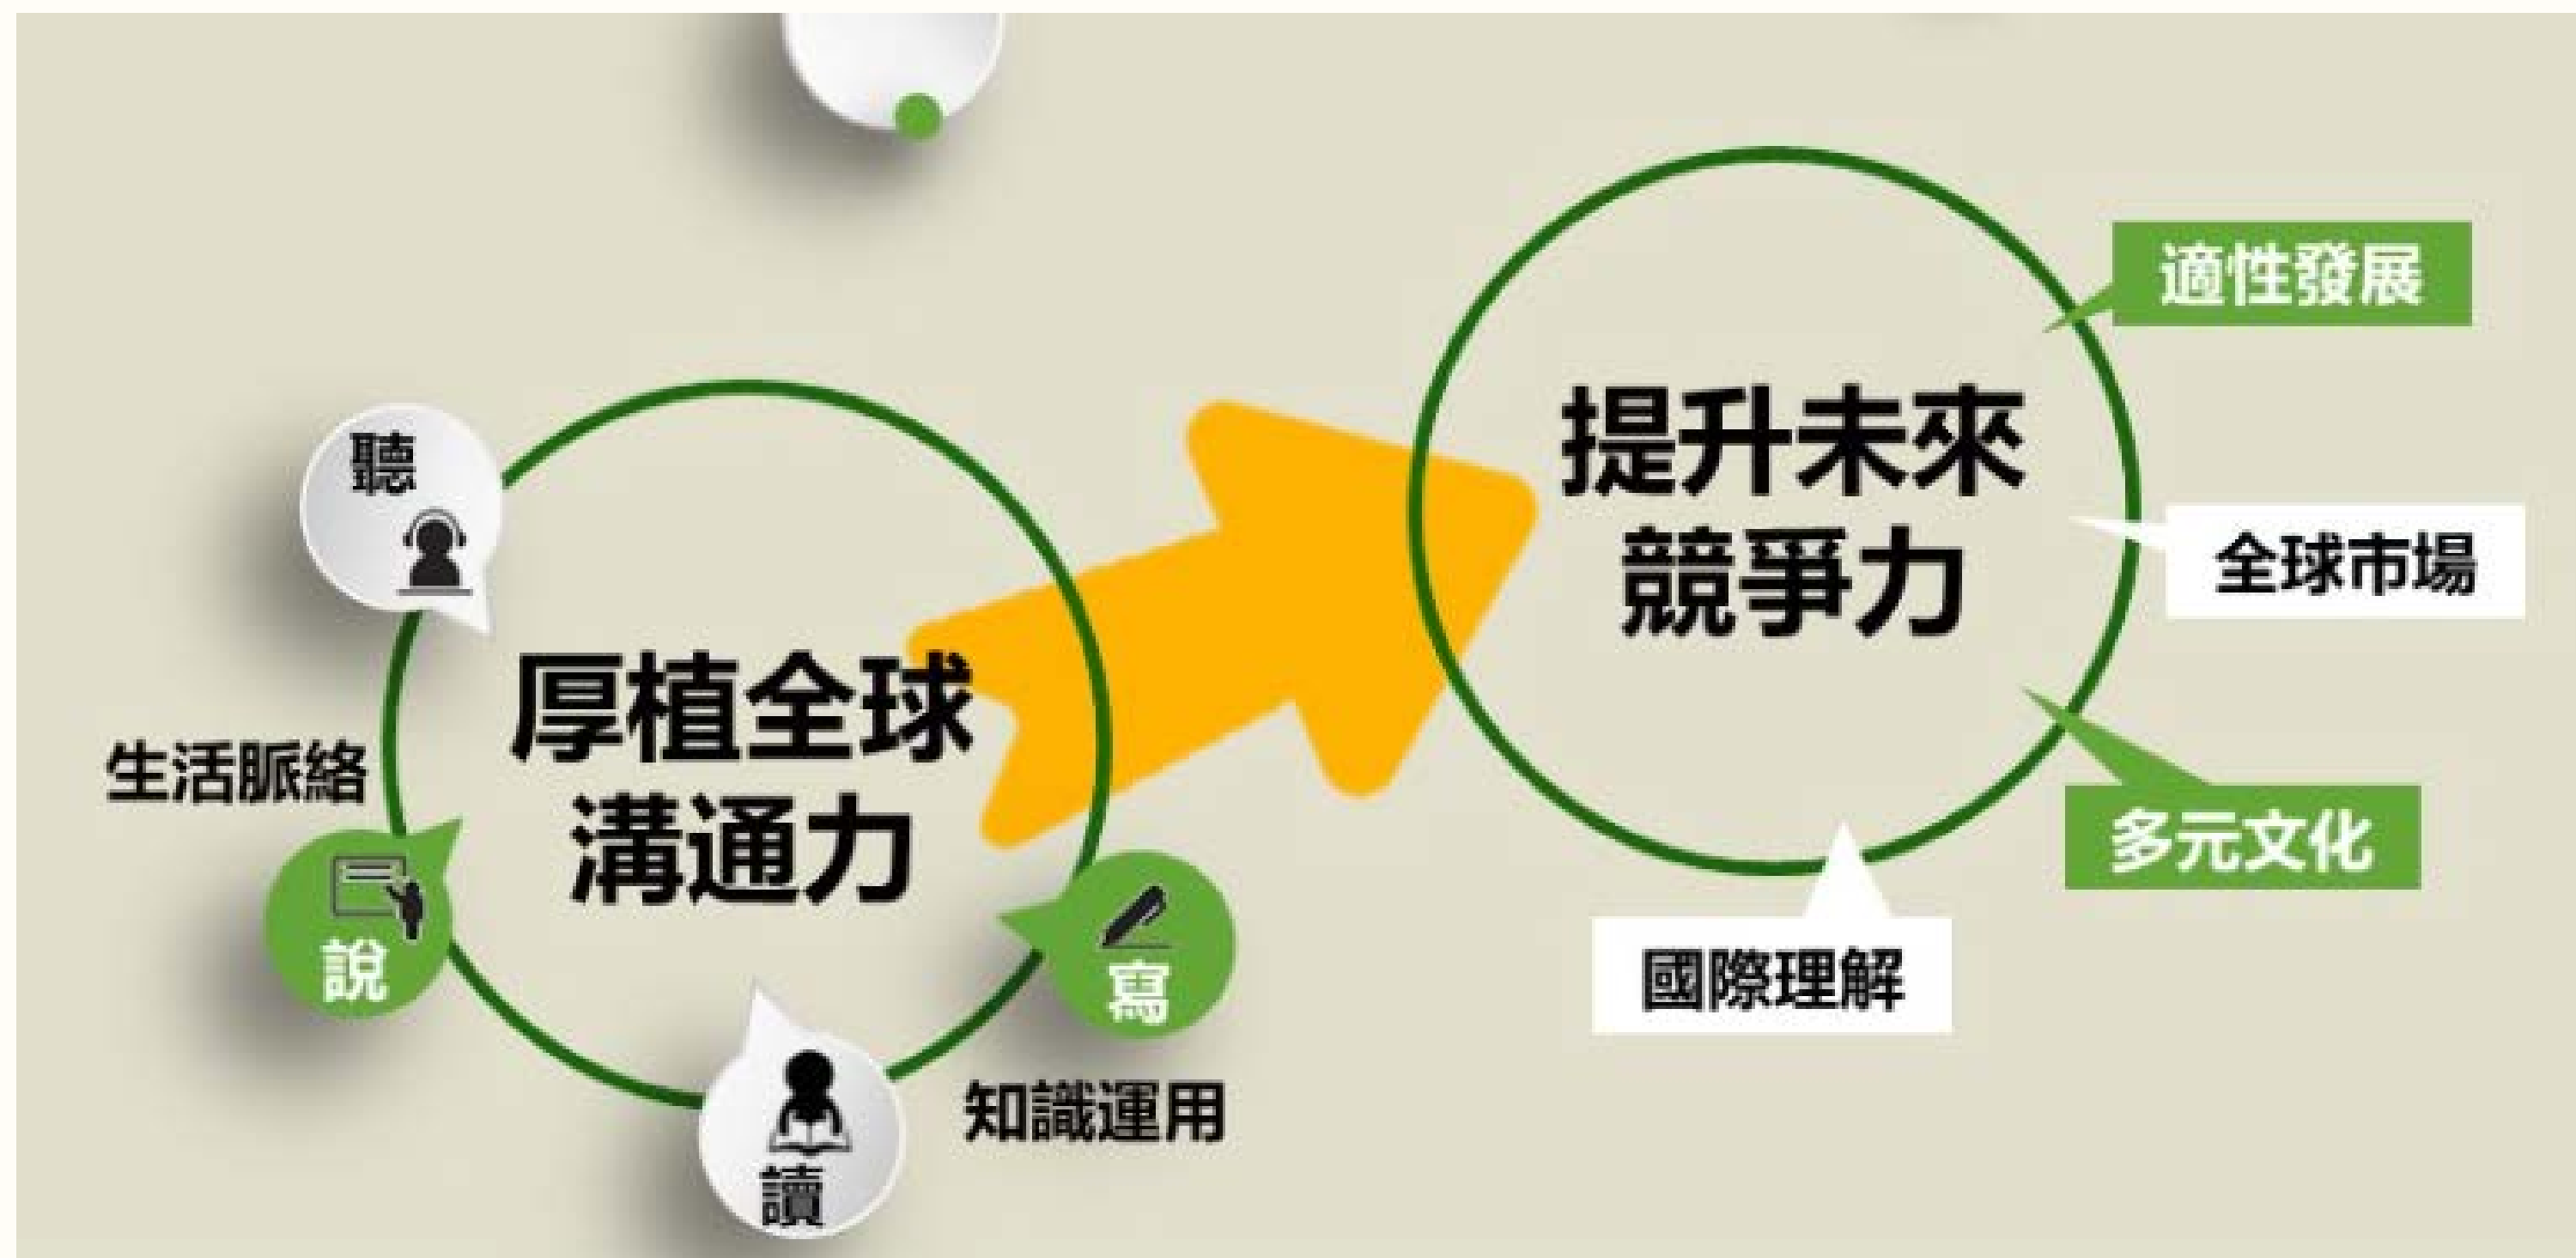 聽
厚植全球
溝通力
生活脈絡
說
讀
寫
知識運用
提升未來
競爭力
適性發展
全球市場
多元文化
國際理解